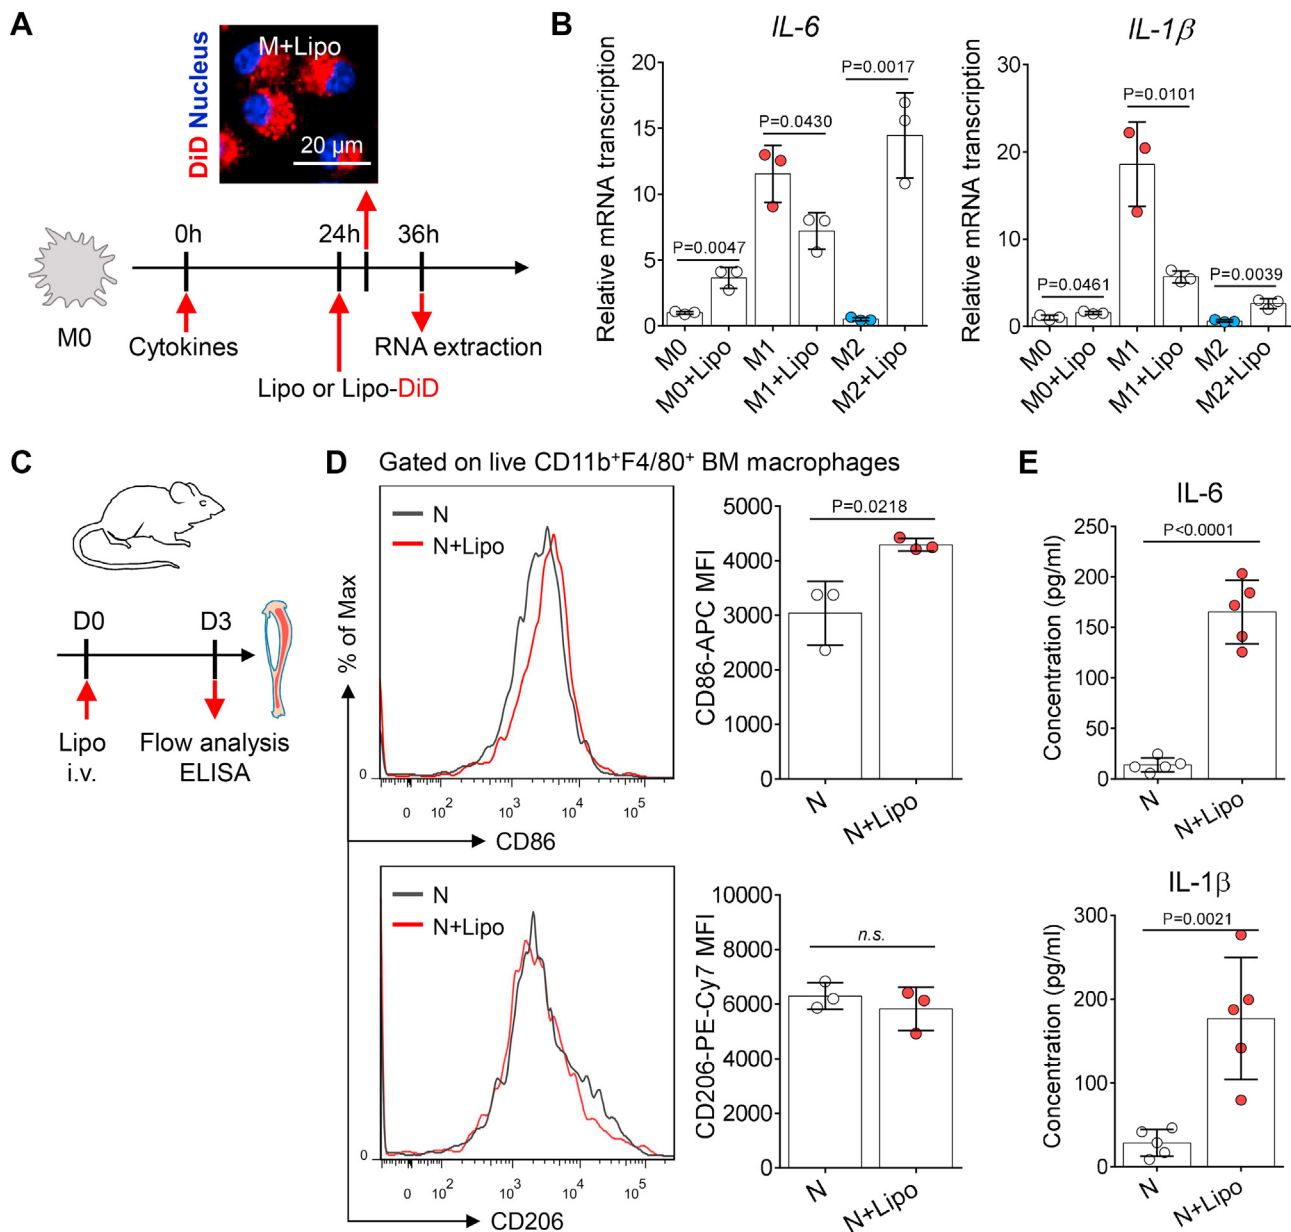 A
DiD Nucleus
M+Lipo
20 µm
0h
24h
36h
M0
Cytokines
RNA extraction
Lipo or Lipo-DiD
B
IL-6
Relative mRNA transcription
20
15
10
5
0
P=0.0047
P=0.0430
P=0.0017
M0
M0+Lipo
M1
M1+Lipo
M2
M2+Lipo
IL-1β
Relative mRNA transcription
30
20
10
0
P=0.0461
P=0.0101
P=0.0039
M0
M0+Lipo
M1
M1+Lipo
M2
M2+Lipo
C
D0
D3
Lipo
i.v.
Flow analysis
ELISA
D
Gated on live CD11b⁺F4/80⁺ BM macrophages
N
N+Lipo
% of Max
0
0 10² 10³ 10⁴ 10⁵
CD86
CD86-APC MFI
5000
4000
3000
2000
1000
0
P=0.0218
N
N+Lipo
N
N+Lipo
0
0 10² 10³ 10⁴ 10⁵
CD206
CD206-PE-Cy7 MFI
10000
8000
6000
4000
2000
0
n.s.
N
N+Lipo
E
IL-6
Concentration (pg/ml)
250
200
150
100
50
0
P<0.0001
N
N+Lipo
IL-1β
Concentration (pg/ml)
300
200
100
0
P=0.0021
N
N+Lipo